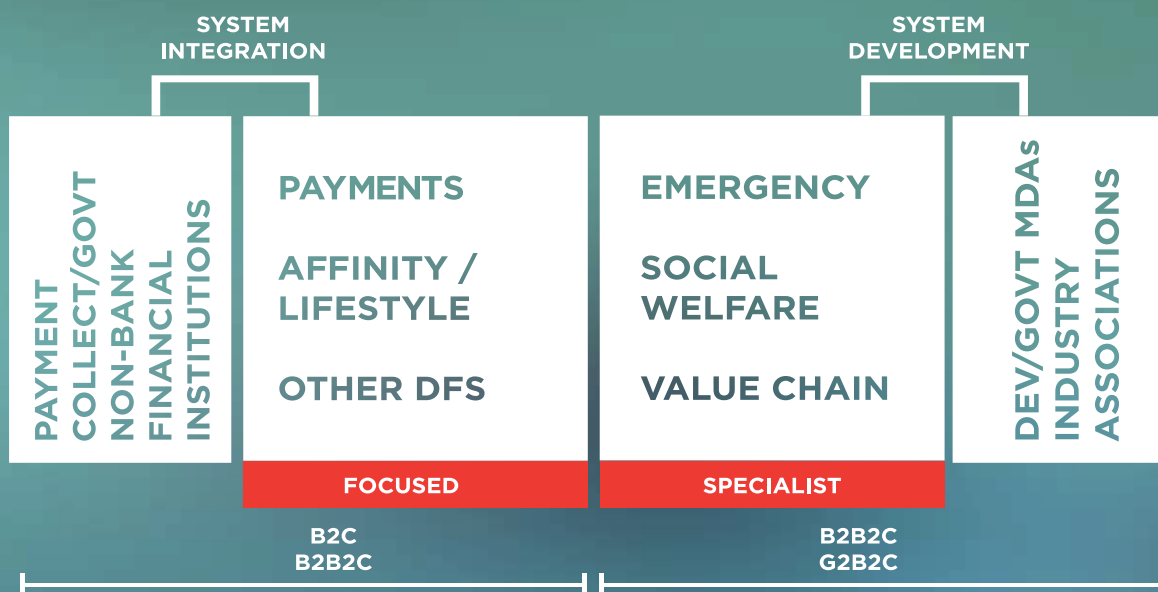 SYSTEM
INTEGRATION
SYSTEM
DEVELOPMENT
PAYMENT
COLLECT/GOVT
NON-BANK
FINANCIAL
INSTITUTIONS
PAYMENTS
AFFINITY /
LIFESTYLE
OTHER DFS
FOCUSED
EMERGENCY
SOCIAL
WELFARE
VALUE CHAIN
SPECIALIST
DEV/GOVT MDAs
INDUSTRY
ASSOCIATIONS
B2C
B2B2C
B2B2C
G2B2C